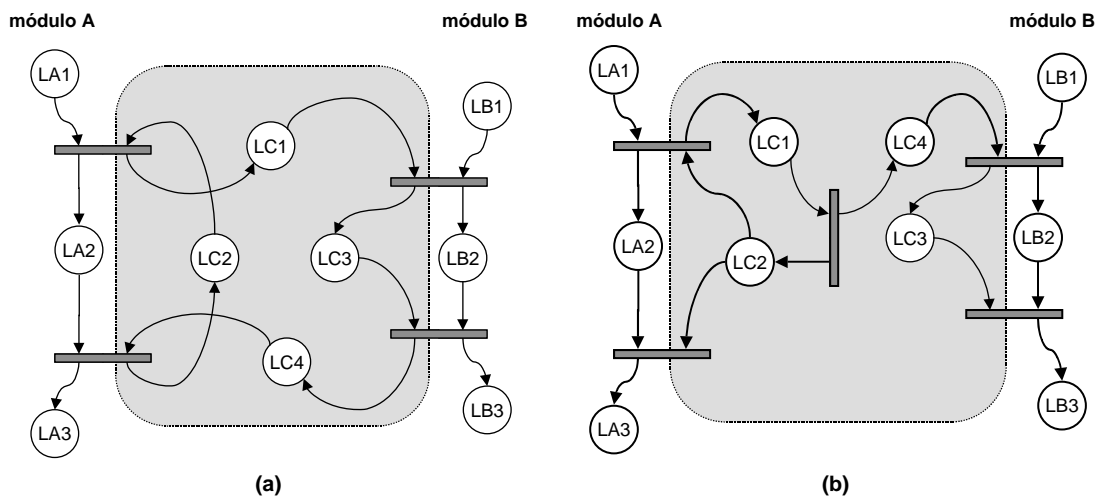 módulo A
módulo B
LA1
LB1
LC1
LA2
LC2
LC3
LB2
LC4
LA3
LB3
(a)
módulo A
módulo B
LA1
LB1
LC1
LC4
LA2
LC2
LC3
LB2
LA3
LB3
(b)